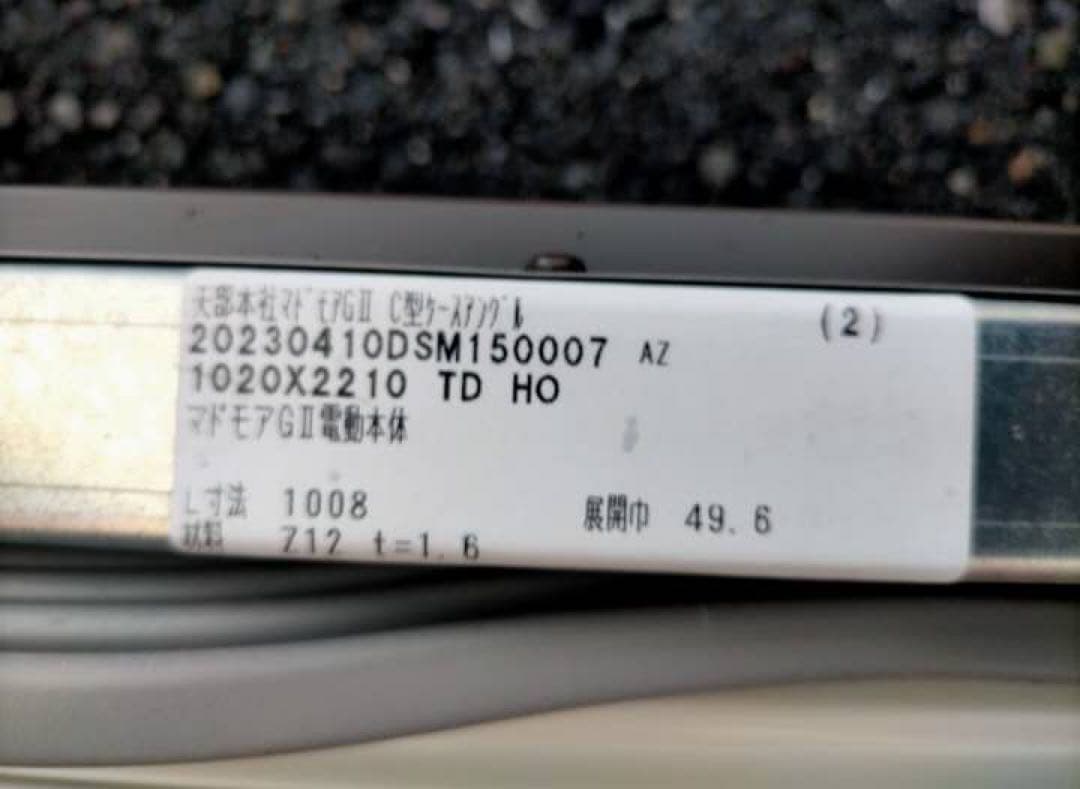 本社マドモアGⅡ C型ケースアングル (2)
20230410DSM150007 AZ
1020X2210 TD HO
マドモアGⅡ電動本体
L寸法 1008 展開巾 49.6
材料 Z12 t=1.6